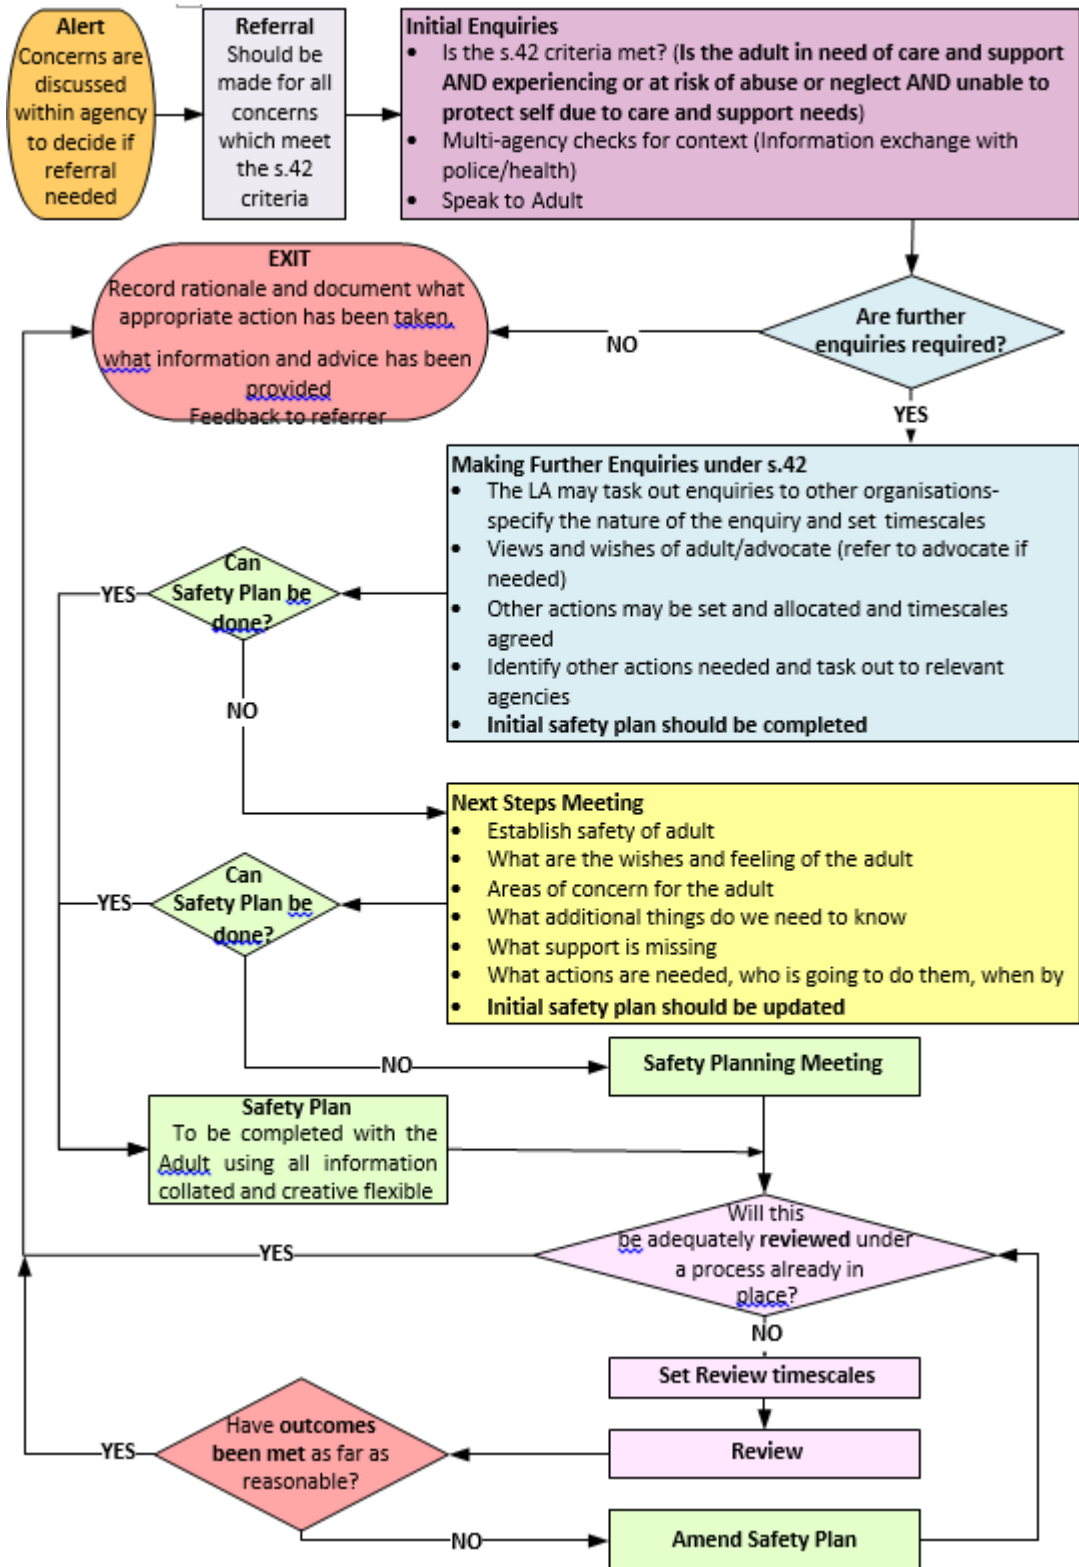 Alert
Concerns are
discussed
within agency
to decide if
referral
needed
Referral
Should be
made for all
concerns
which meet
the s.42
criteria
Initial Enquiries
• Is the s.42 criteria met? (Is the adult in need of care and support
AND experiencing or at risk of abuse or neglect AND unable to
protect self due to care and support needs)
• Multi-agency checks for context (Information exchange with
police/health)
• Speak to Adult
EXIT
Record rationale and document what
appropriate action has been taken,
what information and advice has been
provided
Feedback to referrer
NO
Are further
enquiries required?
YES
Making Further Enquiries under s.42
• The LA may task out enquiries to other organisations-
specify the nature of the enquiry and set timescales
• Views and wishes of adult/advocate (refer to advocate if
needed)
• Other actions may be set and allocated and timescales
agreed
• Identify other actions needed and task out to relevant
agencies
• Initial safety plan should be completed
Can
Safety Plan be
done?
YES
NO
Next Steps Meeting
• Establish safety of adult
• What are the wishes and feeling of the adult
• Areas of concern for the adult
• What additional things do we need to know
• What support is missing
• What actions are needed, who is going to do them, when by
• Initial safety plan should be updated
Can
Safety Plan be
done?
YES
NO
Safety Planning Meeting
Safety Plan
To be completed with the
Adult using all information
collated and creative flexible
Will this
be adequately reviewed under
a process already in
place?
YES
NO
Set Review timescales
Review
Have outcomes
been met as far as
reasonable?
YES
NO
Amend Safety Plan